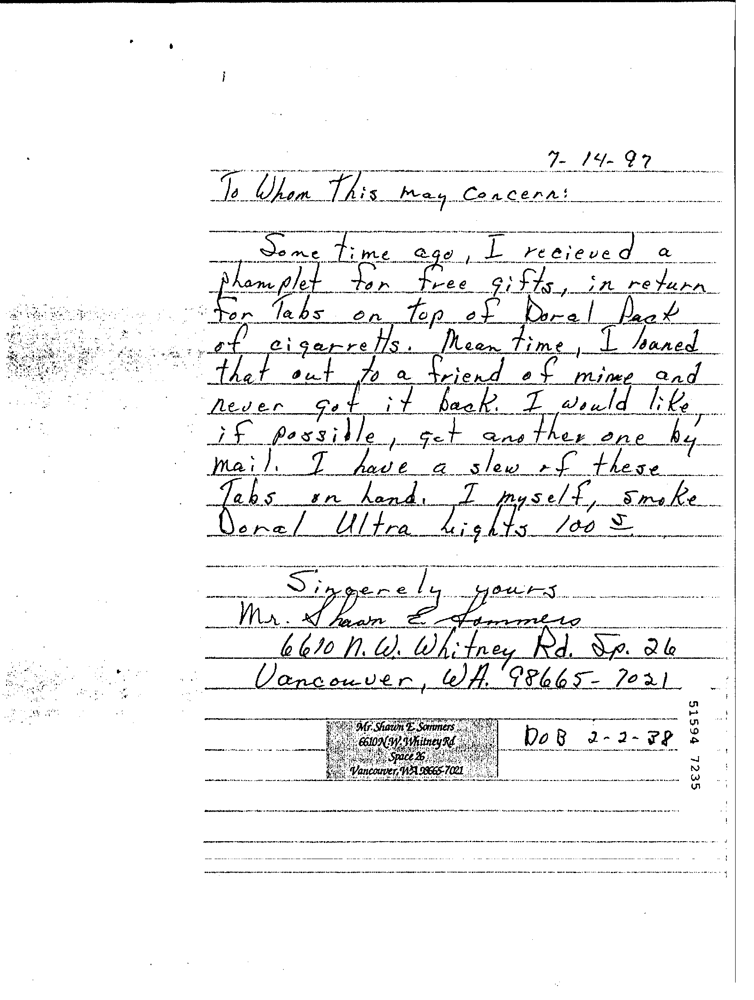 7-14-97
To Whom This may Concern:
Some time ago, I recieved a
phamplet for free gifts, in return
for Tabs on top of Doral Pack
of cigarretts. Mean time, I loaned
that out to a friend of mine and
never got it back. I would like,
if possible, get another one by
mail. I have a slew of these
Tabs on hand. I myself, smoke
Doral Ultra Lights 100 s
Singerely yours
Mr. Shawn E Sommers
6610 N.W. Whitney Rd. Sp. 26
Vancouver, WA. 98665-7021
Mr. Shawn E. Sommers
6610 N.W. Whitney Rd
Space 26
Vancouver, WA 98665-7021
DOB 2-2-38
51594 7235